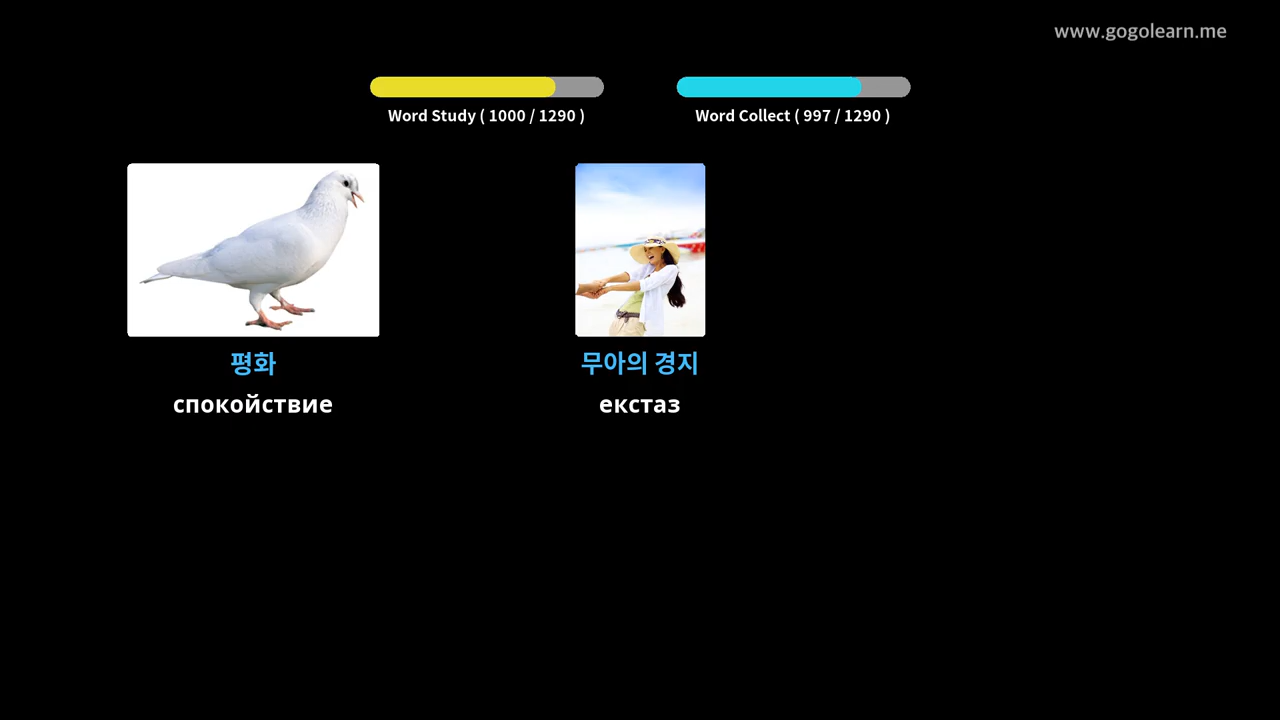 www.gogolearn.me
Word Study ( 1000 / 1290 )
Word Collect ( 997 / 1290 )
평화
спокойствие
무아의 경지
екстаз